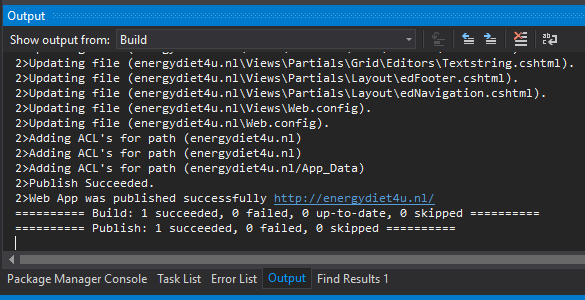 Output
Show output from: Build
2>Updating file (energydiet4u.nl\Views\Partials\Grid\Editors\Textstring.cshtml).
2>Updating file (energydiet4u.nl\Views\Partials\Layout\edFooter.cshtml).
2>Updating file (energydiet4u.nl\Views\Partials\Layout\edNavigation.cshtml).
2>Updating file (energydiet4u.nl\Views\Web.config).
2>Updating file (energydiet4u.nl\Web.config).
2>Adding ACL's for path (energydiet4u.nl)
2>Adding ACL's for path (energydiet4u.nl)
2>Adding ACL's for path (energydiet4u.nl/App_Data)
2>Publish Succeeded.
2>Web App was published successfully http://energydiet4u.nl/
========== Build: 1 succeeded, 0 failed, 0 up-to-date, 0 skipped ==========
========== Publish: 1 succeeded, 0 failed, 0 skipped ==========
Package Manager Console Task List Error List Output Find Results 1